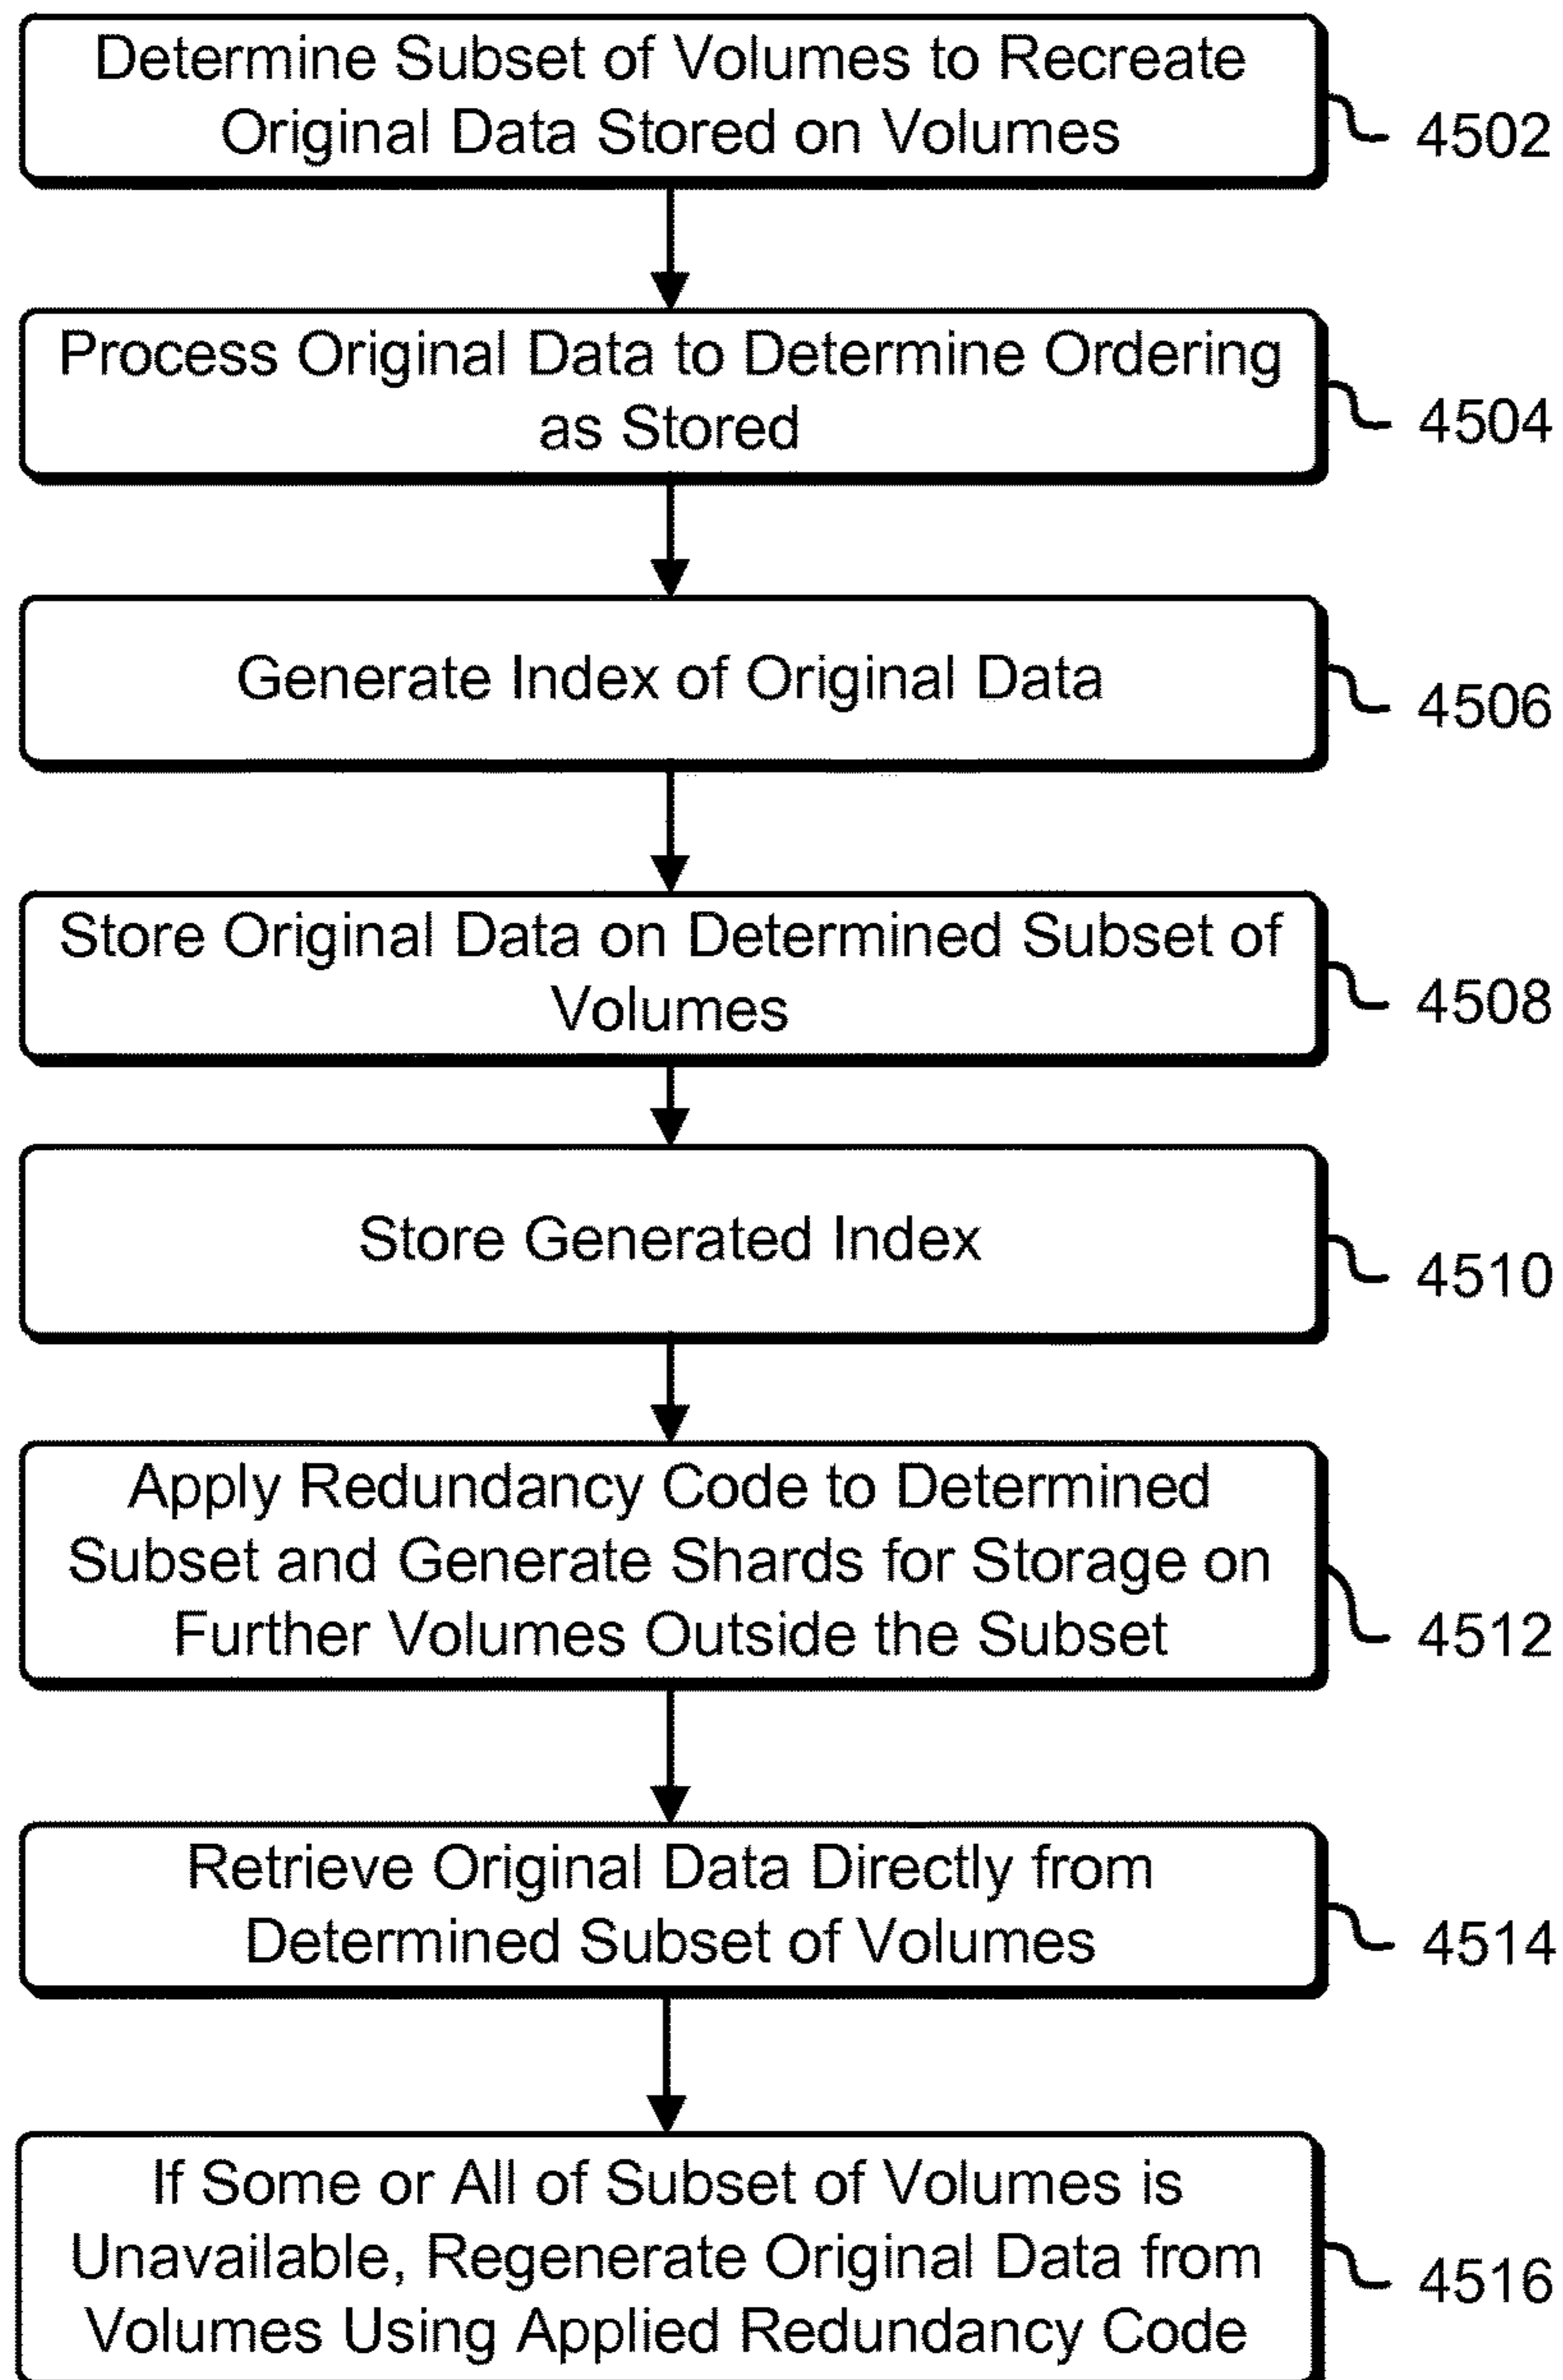 Determine Subset of Volumes to Recreate
Original Data Stored on Volumes
4502
Process Original Data to Determine Ordering
as Stored
4504
Generate Index of Original Data
4506
Store Original Data on Determined Subset of
Volumes
4508
Store Generated Index
4510
Apply Redundancy Code to Determined
Subset and Generate Shards for Storage on
Further Volumes Outside the Subset
4512
Retrieve Original Data Directly from
Determined Subset of Volumes
4514
If Some or All of Subset of Volumes is
Unavailable, Regenerate Original Data from
Volumes Using Applied Redundancy Code
4516